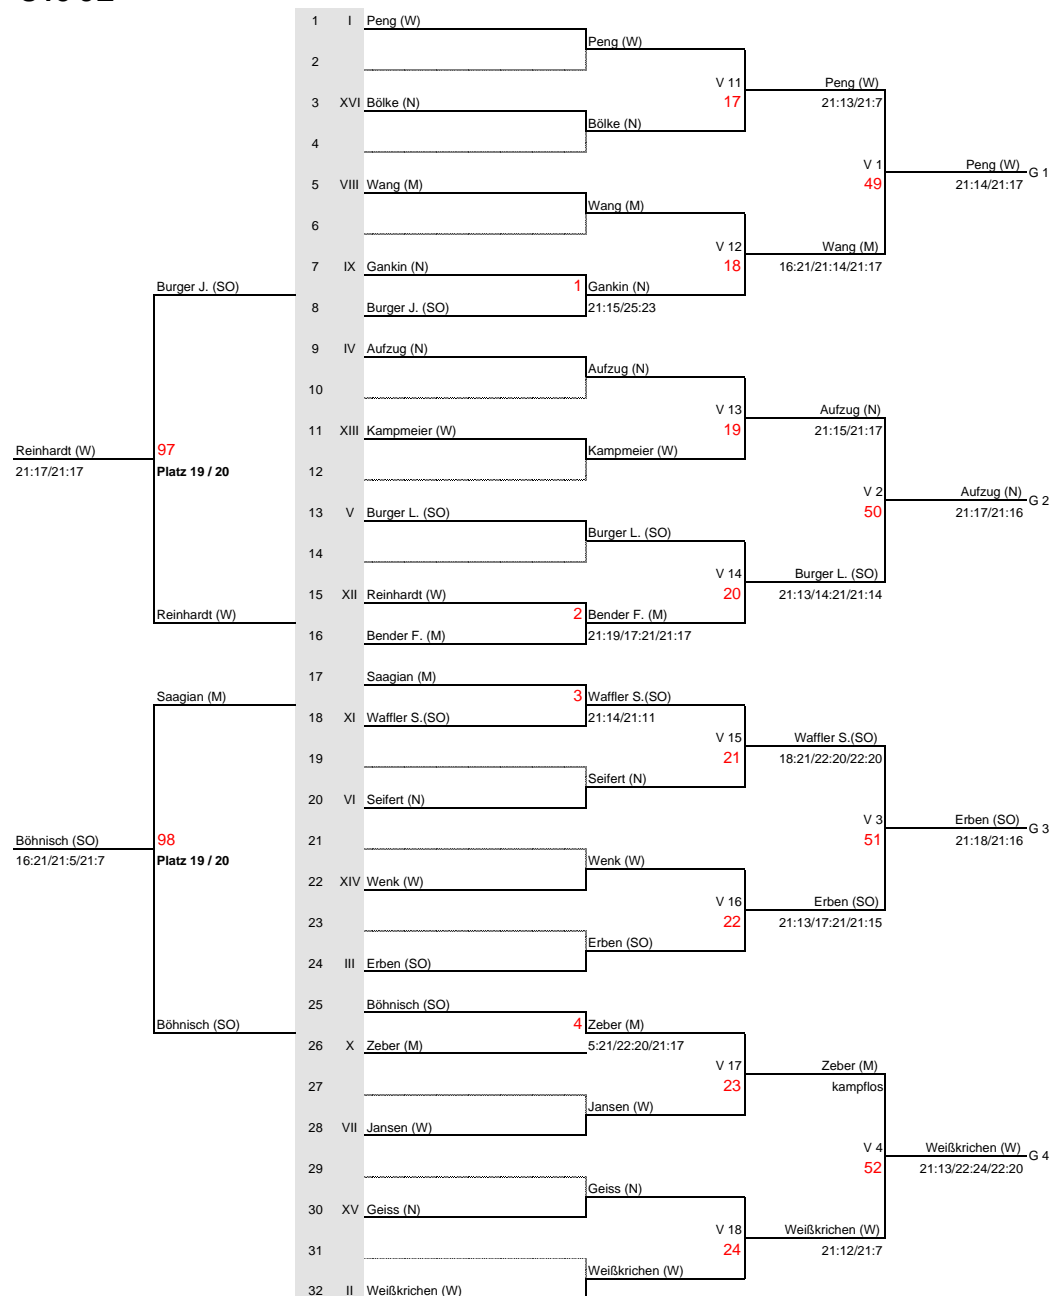 1 I Peng (W)
Peng (W)
2
V 11 Peng (W)
3 XVI Bölke (N) 17 21:13/21:7
Bölke (N)
4
V 1 Peng (W) G 1
5 VIII Wang (M) 49 21:14/21:17
Wang (M)
6
V 12 Wang (M)
7 IX Gankin (N) 18 16:21/21:14/21:17
Burger J. (SO) 1 Gankin (N)
8 Burger J. (SO) 21:15/25:23
9 IV Aufzug (N)
Aufzug (N)
10
V 13 Aufzug (N)
11 XIII Kampmeier (W) 19 21:15/21:17
Reinhardt (W) 97 Kampmeier (W)
21:17/21:17 Platz 19 / 20 12
V 2 Aufzug (N) G 2
13 V Burger L. (SO) 50 21:17/21:16
Burger L. (SO)
14
V 14 Burger L. (SO)
15 XII Reinhardt (W) 20 21:13/14:21/21:14
Reinhardt (W) 2 Bender F. (M)
16 Bender F. (M) 21:19/17:21/21:17
17 Saagian (M)
Saagian (M) 3 Waffler S.(SO)
18 XI Waffler S.(SO) 21:14/21:11
V 15 Waffler S.(SO)
19 21 18:21/22:20/22:20
Seifert (N)
20 VI Seifert (N)
V 3 Erben (SO) G 3
Böhnisch (SO) 98 21 51 21:18/21:16
16:21/21:5/21:7 Platz 19 / 20 Wenk (W)
22 XIV Wenk (W)
V 16 Erben (SO)
23 22 21:13/17:21/21:15
Erben (SO)
24 III Erben (SO)
25 Böhnisch (SO)
Böhnisch (SO) 4 Zeber (M)
26 X Zeber (M) 5:21/22:20/21:17
V 17 Zeber (M)
27 23 kampflos
Jansen (W)
28 VII Jansen (W)
V 4 Weißkrichen (W) G 4
29 52 21:13/22:24/22:20
Geiss (N)
30 XV Geiss (N)
V 18 Weißkrichen (W)
31 24 21:12/21:7
Weißkrichen (W)
32 II Weißkrichen (W)